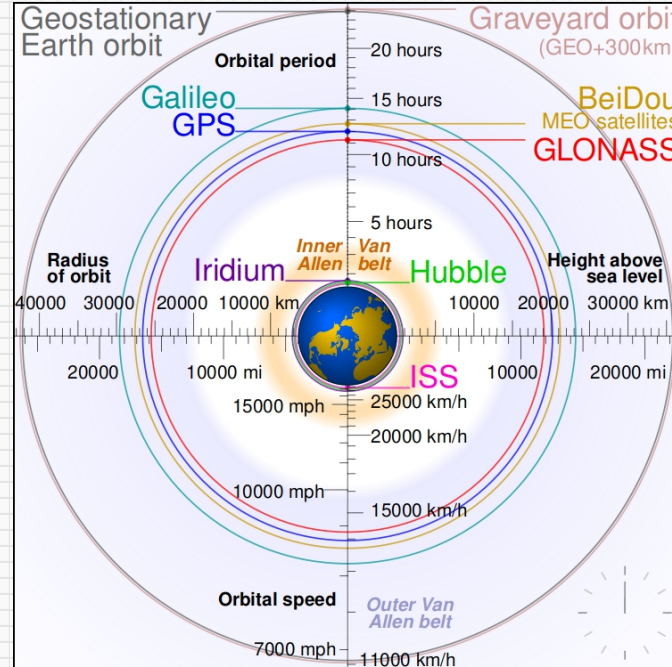 Geostationary
Earth orbit
Graveyard orbi
(GEO+300km
Orbital period
20 hours
Galileo
15 hours
BeiDou
GPS
MEO satellites
GLONASS
10 hours
5 hours
Inner Van
Allen belt
Radius
of orbit
Iridium
Hubble
Height above
sea level
40000 30000 20000 10000 km
10000 20000 30000 km
20000 10000 mi
10000 20000 mi
ISS
15000 mph
25000 km/h
20000 km/h
10000 mph
15000 km/h
Orbital speed
Outer Van
Allen belt
7000 mph
11000 km/h